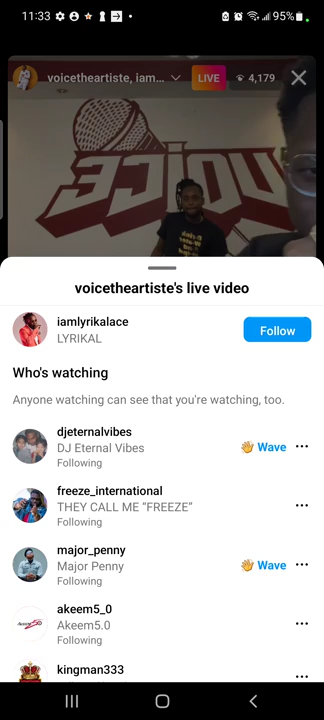 11:33
95%
voicetheartiste, iam...
LIVE
4,179
VOICE
voicetheartiste's live video
iamlyrikalace
LYRIKAL
Follow
Who's watching
Anyone watching can see that you're watching, too.
djeternalvibes
DJ Eternal Vibes
Following
👋 Wave
freeze_international
THEY CALL ME “FREEZE”
Following
major_penny
Major Penny
Following
👋 Wave
akeem5_0
Akeem5.0
Following
kingman333